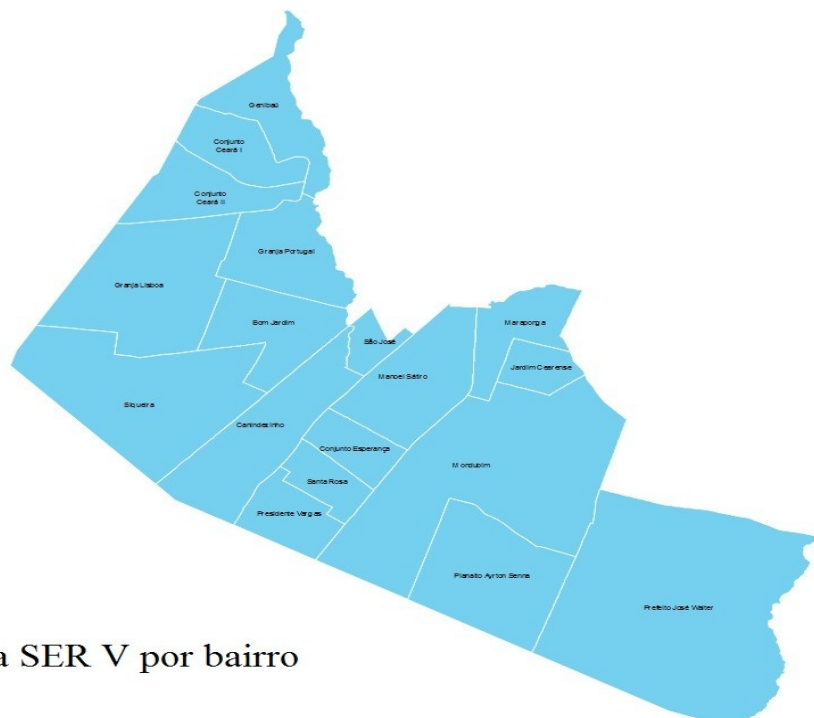 Genibaú
Conjunto
Ceará I
Conjunto
Ceará II
Granja Portugal
Granja Lisboa
Bom Jardim
Maraponga
São José
Jardim Cearense
Manoel Sátiro
Siqueira
Canindezinho
Conjunto Esperança
Mondubim
Santa Rosa
Presidente Vargas
Planalto Ayrton Senna
Prefeito José Walter
a SER V por bairro